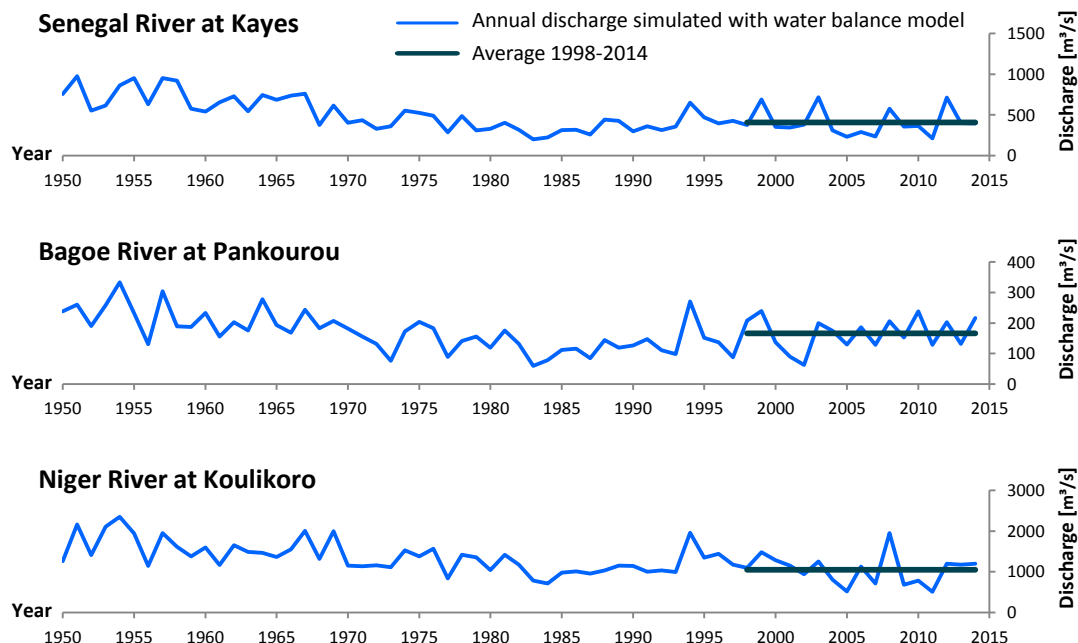 Senegal River at Kayes
Annual discharge simulated with water balance model
Average 1998-2014
1500
1000
500
0
Discharge [m³/s]
Year
1950 1955 1960 1965 1970 1975 1980 1985 1990 1995 2000 2005 2010 2015
Bagoe River at Pankourou
400
300
200
100
0
Discharge [m³/s]
Year
1950 1955 1960 1965 1970 1975 1980 1985 1990 1995 2000 2005 2010 2015
Niger River at Koulikoro
3000
2000
1000
0
Discharge [m³/s]
Year
1950 1955 1960 1965 1970 1975 1980 1985 1990 1995 2000 2005 2010 2015